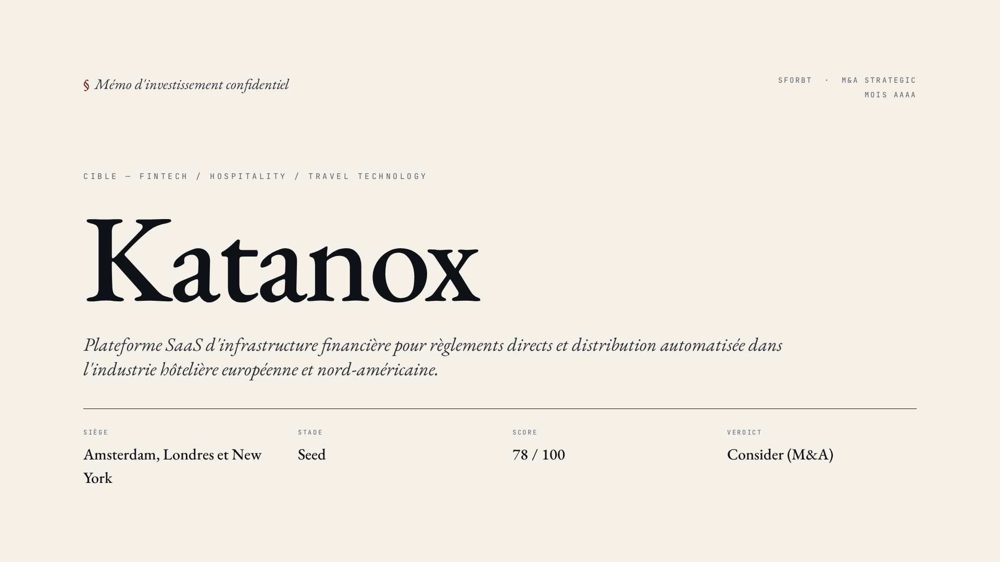 § Mémo d'investissement confidentiel
SFORBT · M&A STRATEGIC
MOIS AAAA
CIBLE — FINTECH / HOSPITALITY / TRAVEL TECHNOLOGY
Katanox
Plateforme SaaS d'infrastructure financière pour règlements directs et distribution automatisée dans
l'industrie hôtelière européenne et nord-américaine.
SIÈGE
Amsterdam, Londres et New
York
STADE
Seed
SCORE
78 / 100
VERDICT
Consider (M&A)